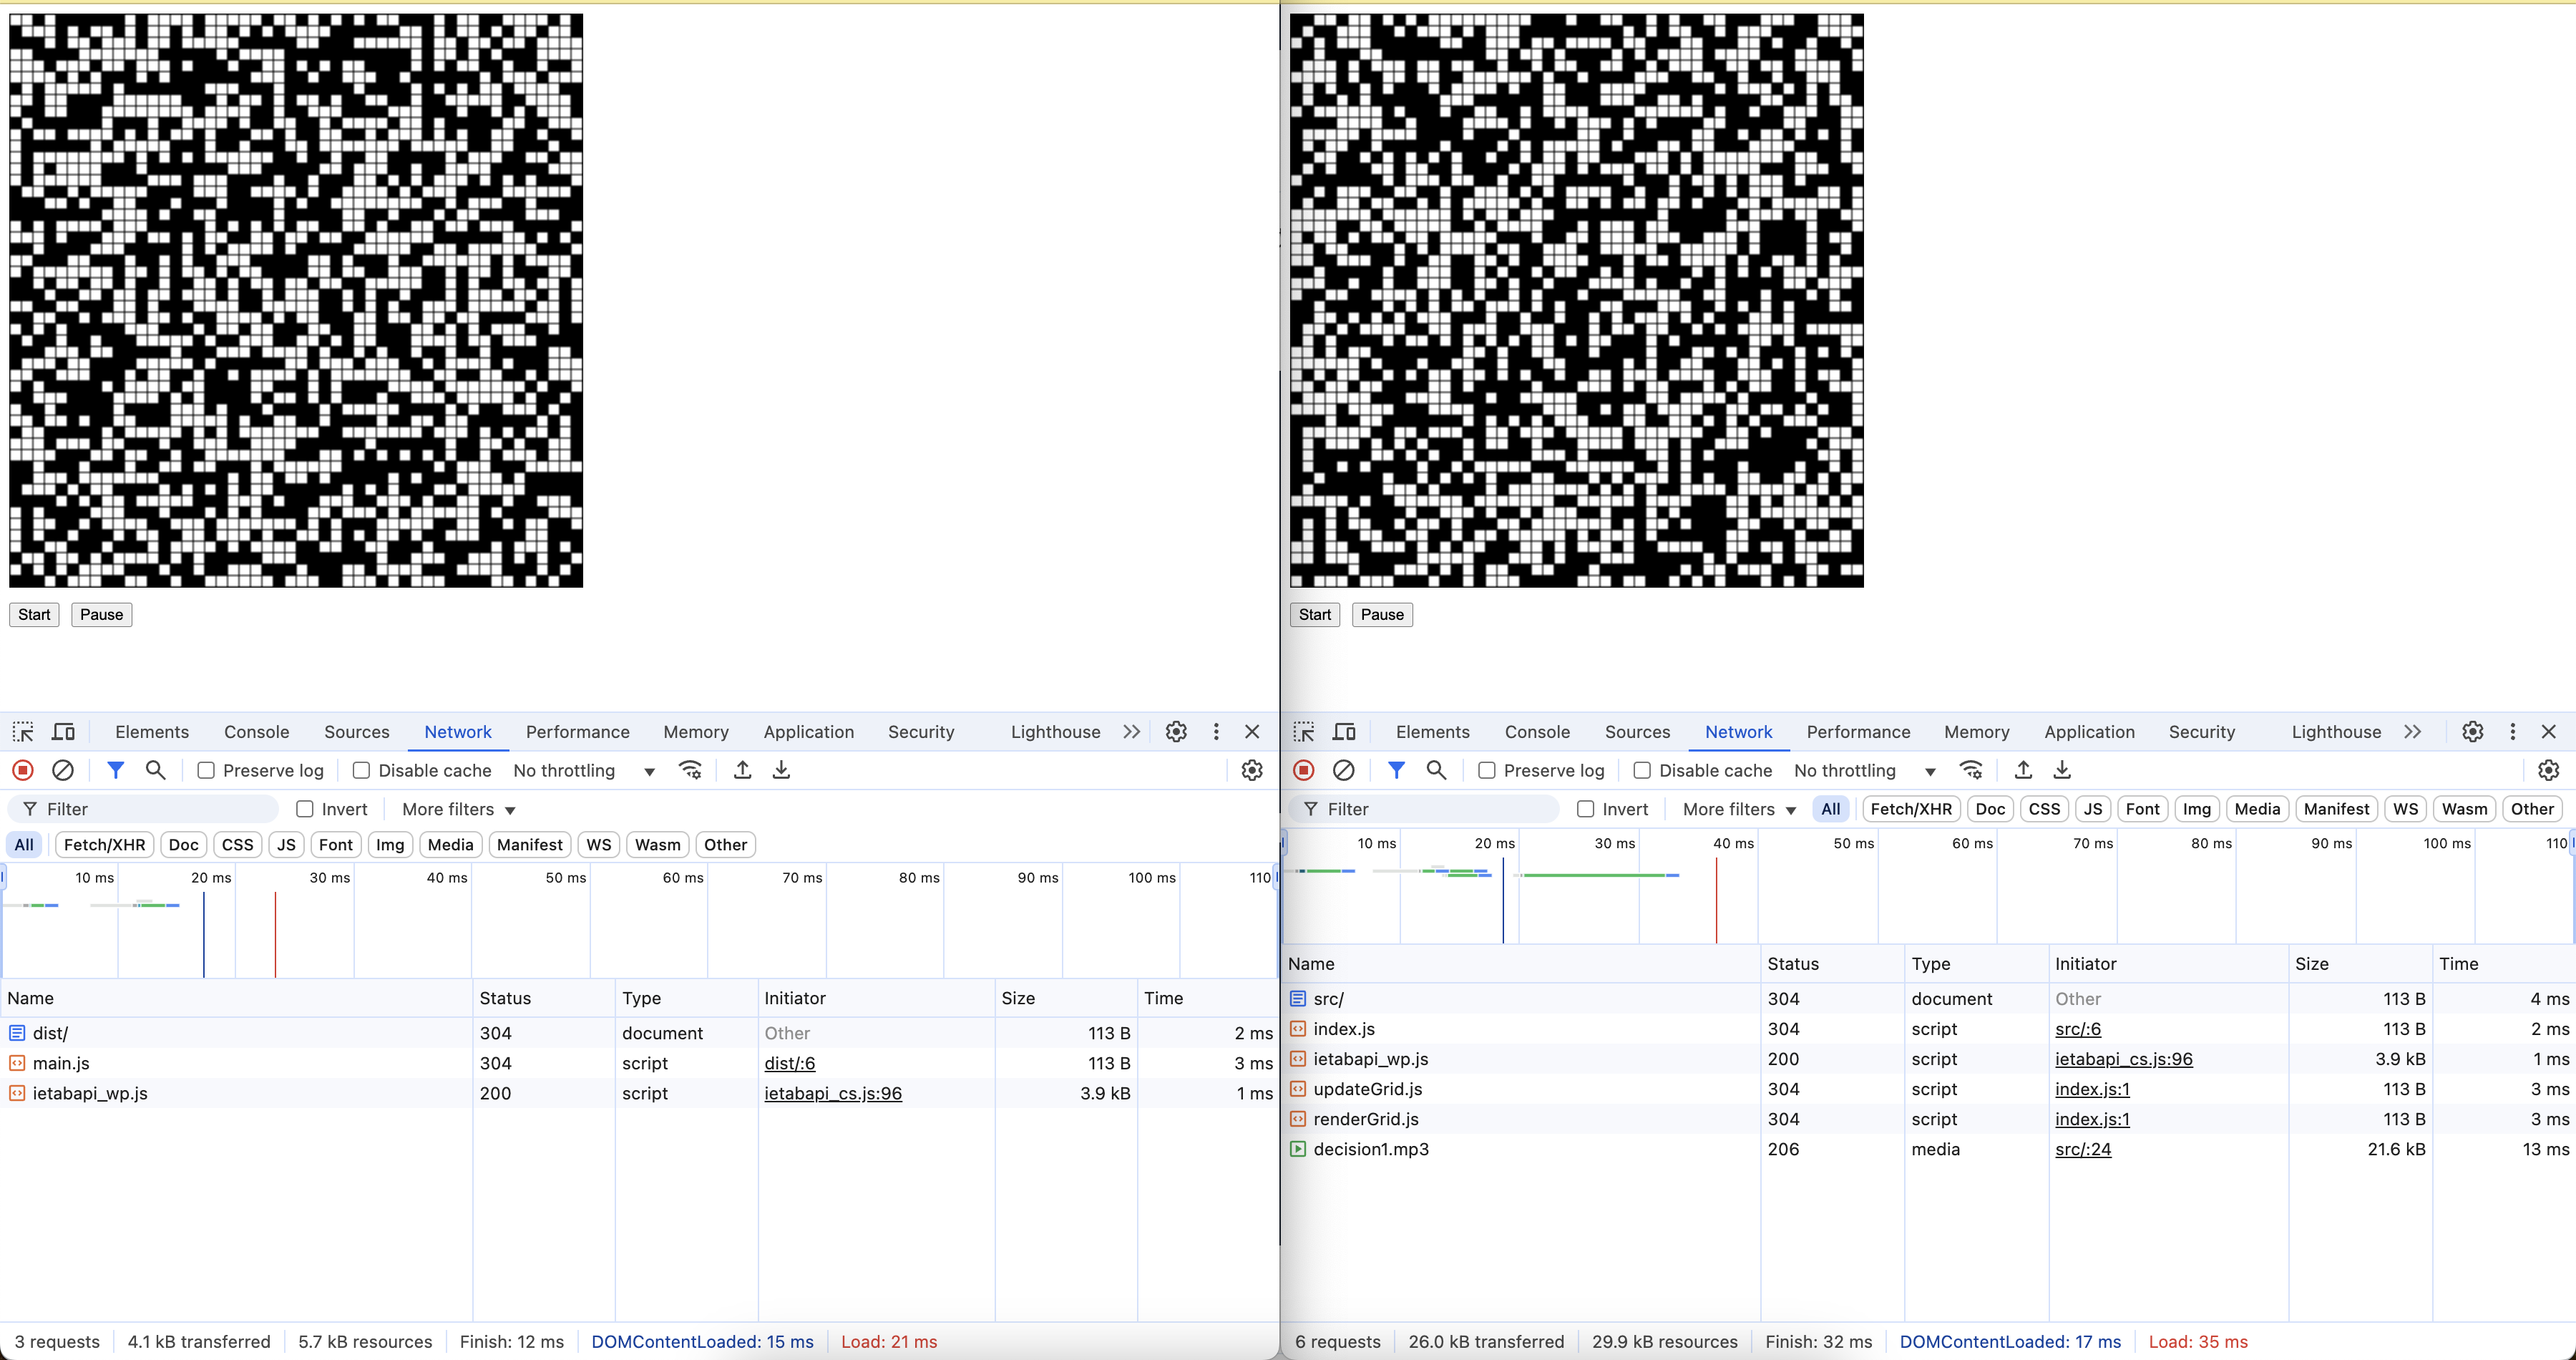 Start Pause
Elements Console Sources Network Performance Memory Application Security Lighthouse
Preserve log Disable cache No throttling
Filter Invert More filters
All Fetch/XHR Doc CSS JS Font Img Media Manifest WS Wasm Other
10 ms 20 ms 30 ms 40 ms 50 ms 60 ms 70 ms 80 ms 90 ms 100 ms 110
Name Status Type Initiator Size Time
dist/ 304 document Other 113 B 2 ms
main.js 304 script dist/:6 113 B 3 ms
ietabapi_wp.js 200 script ietabapi_cs.js:96 3.9 kB 1 ms
3 requests 4.1 kB transferred 5.7 kB resources Finish: 12 ms DOMContentLoaded: 15 ms Load: 21 ms
Start Pause
Elements Console Sources Network Performance Memory Application Security Lighthouse
Preserve log Disable cache No throttling
Filter Invert More filters All Fetch/XHR Doc CSS JS Font Img Media Manifest WS Wasm Other
10 ms 20 ms 30 ms 40 ms 50 ms 60 ms 70 ms 80 ms 90 ms 100 ms 110
Name Status Type Initiator Size Time
src/ 304 document Other 113 B 4 ms
index.js 304 script src/:6 113 B 2 ms
ietabapi_wp.js 200 script ietabapi_cs.js:96 3.9 kB 1 ms
updateGrid.js 304 script index.js:1 113 B 3 ms
renderGrid.js 304 script index.js:1 113 B 3 ms
decision1.mp3 206 media src/:24 21.6 kB 13 ms
6 requests 26.0 kB transferred 29.9 kB resources Finish: 32 ms DOMContentLoaded: 17 ms Load: 35 ms